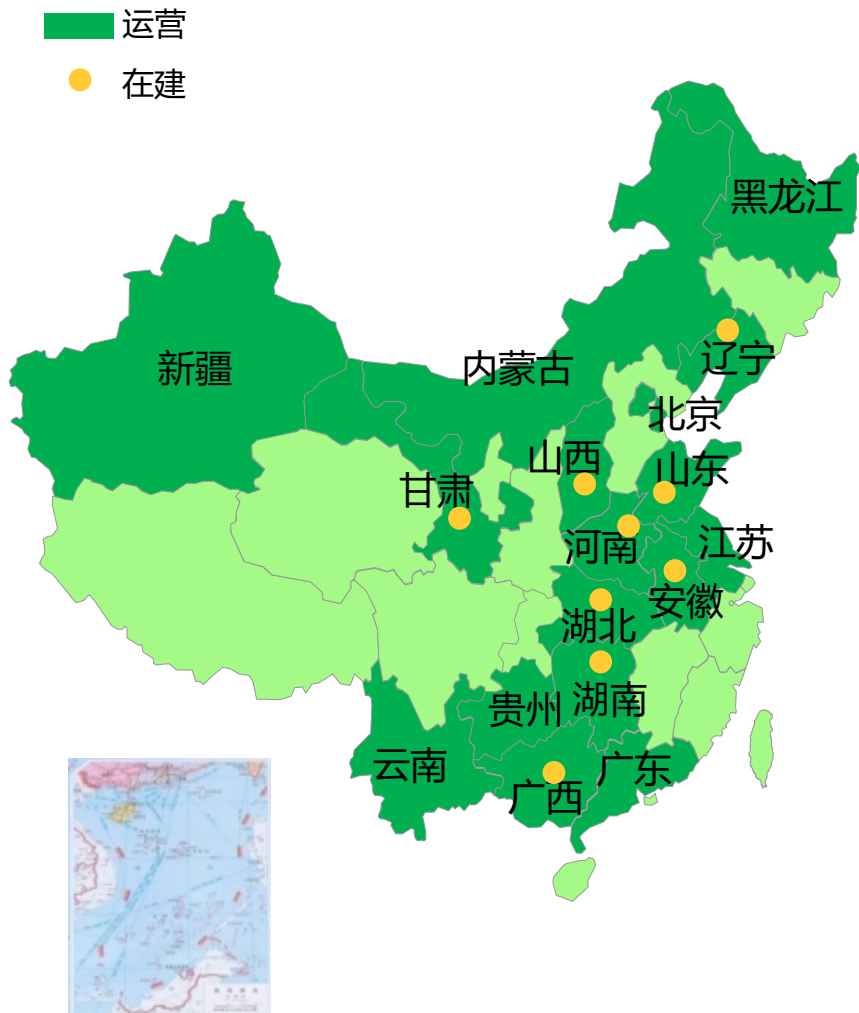 运营
在建
黑龙江
新疆
内蒙古
辽宁
北京
山西
山东
甘肃
河南
江苏
安徽
湖北
贵州
湖南
云南
广东
广西